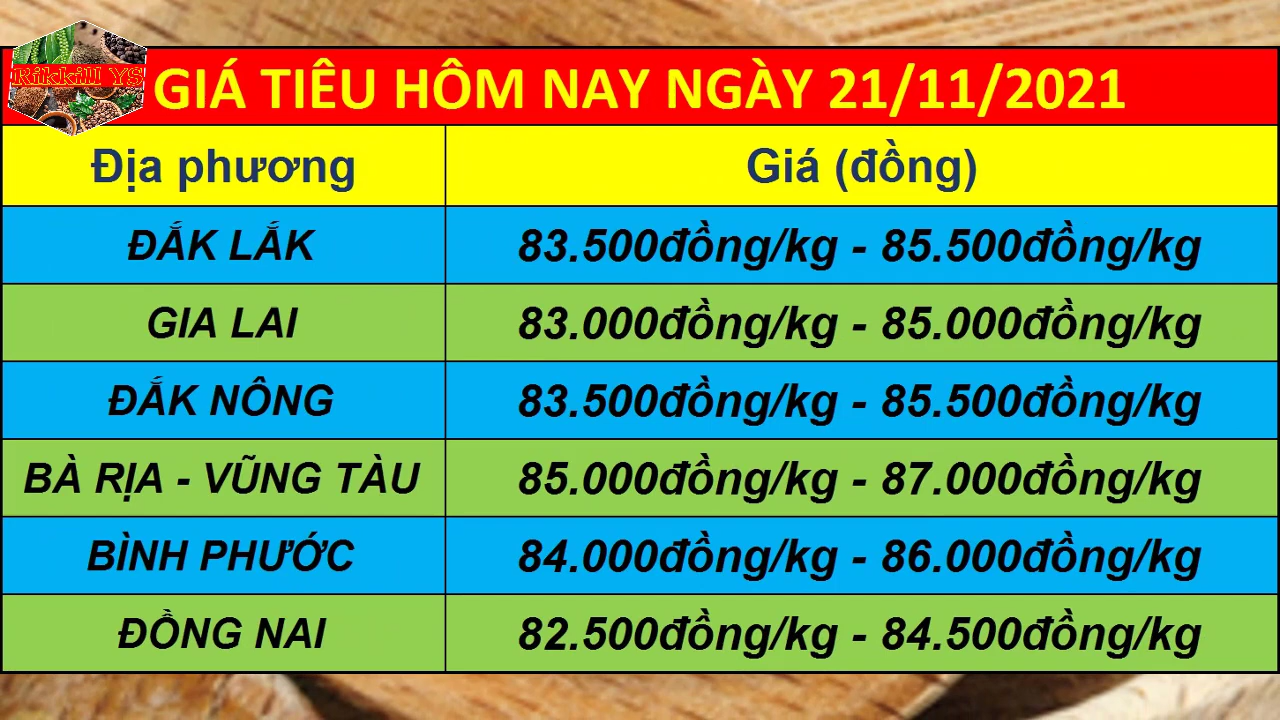 Rikkill YS
GIÁ TIÊU HÔM NAY NGÀY 21/11/2021
Địa phương Giá (đồng)
ĐẮK LẮK 83.500đồng/kg - 85.500đồng/kg
GIA LAI 83.000đồng/kg - 85.000đồng/kg
ĐẮK NÔNG 83.500đồng/kg - 85.500đồng/kg
BÀ RỊA - VŨNG TÀU 85.000đồng/kg - 87.000đồng/kg
BÌNH PHƯỚC 84.000đồng/kg - 86.000đồng/kg
ĐỒNG NAI 82.500đồng/kg - 84.500đồng/kg